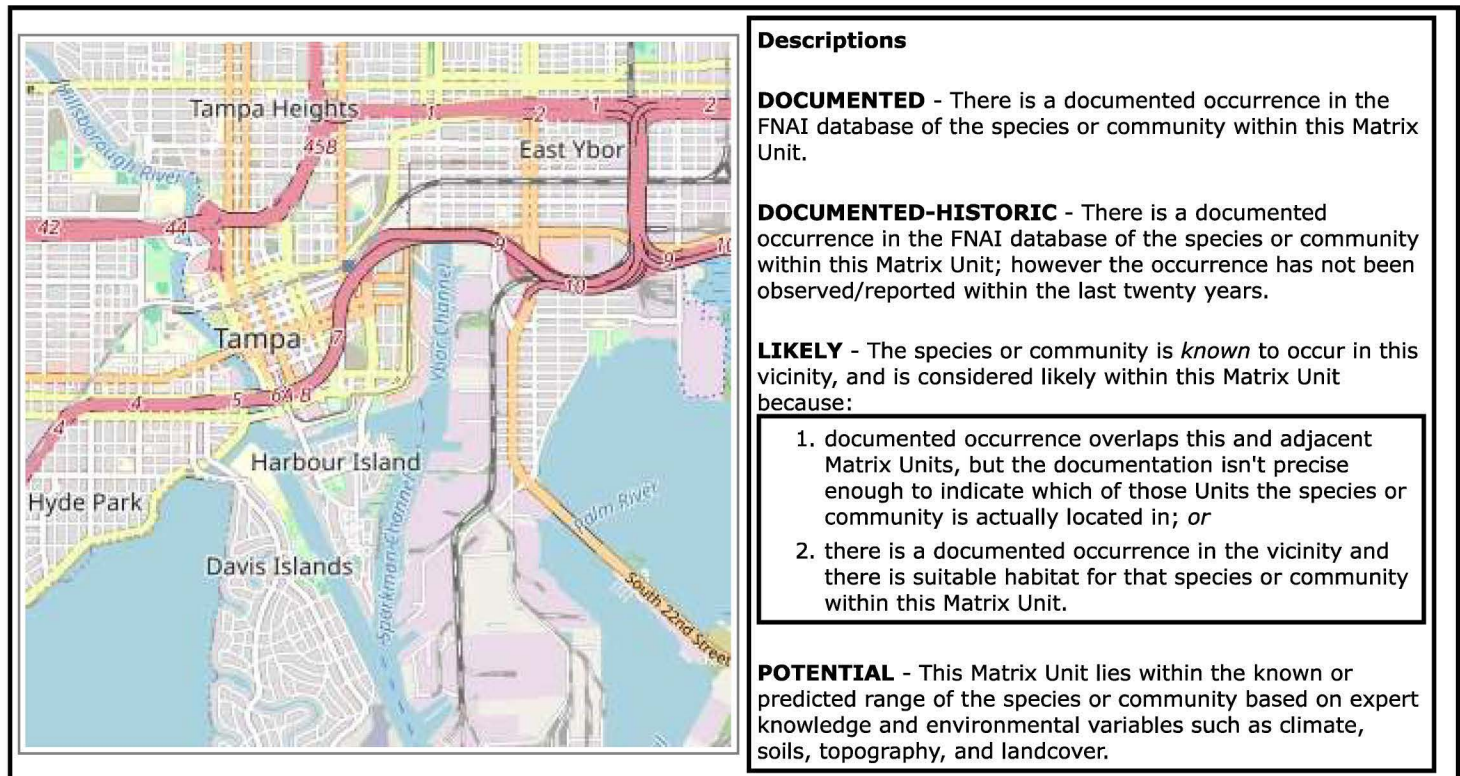 Tampa Heights
1
2
1
2
45B
East Ybor
Hillsborough River
42
44
9
9
10
10
Ybor Channel
Tampa
7
4
5
6A-B
4
Harbour Island
Hyde Park
Palm River
Davis Islands
Sparkman Channel
South 22nd Street
Descriptions
DOCUMENTED - There is a documented occurrence in the
FNAI database of the species or community within this Matrix
Unit.
DOCUMENTED-HISTORIC - There is a documented
occurrence in the FNAI database of the species or community
within this Matrix Unit; however the occurrence has not been
observed/reported within the last twenty years.
LIKELY - The species or community is known to occur in this
vicinity, and is considered likely within this Matrix Unit
because:
1. documented occurrence overlaps this and adjacent
Matrix Units, but the documentation isn't precise
enough to indicate which of those Units the species or
community is actually located in; or
2. there is a documented occurrence in the vicinity and
there is suitable habitat for that species or community
within this Matrix Unit.
POTENTIAL - This Matrix Unit lies within the known or
predicted range of the species or community based on expert
knowledge and environmental variables such as climate,
soils, topography, and landcover.